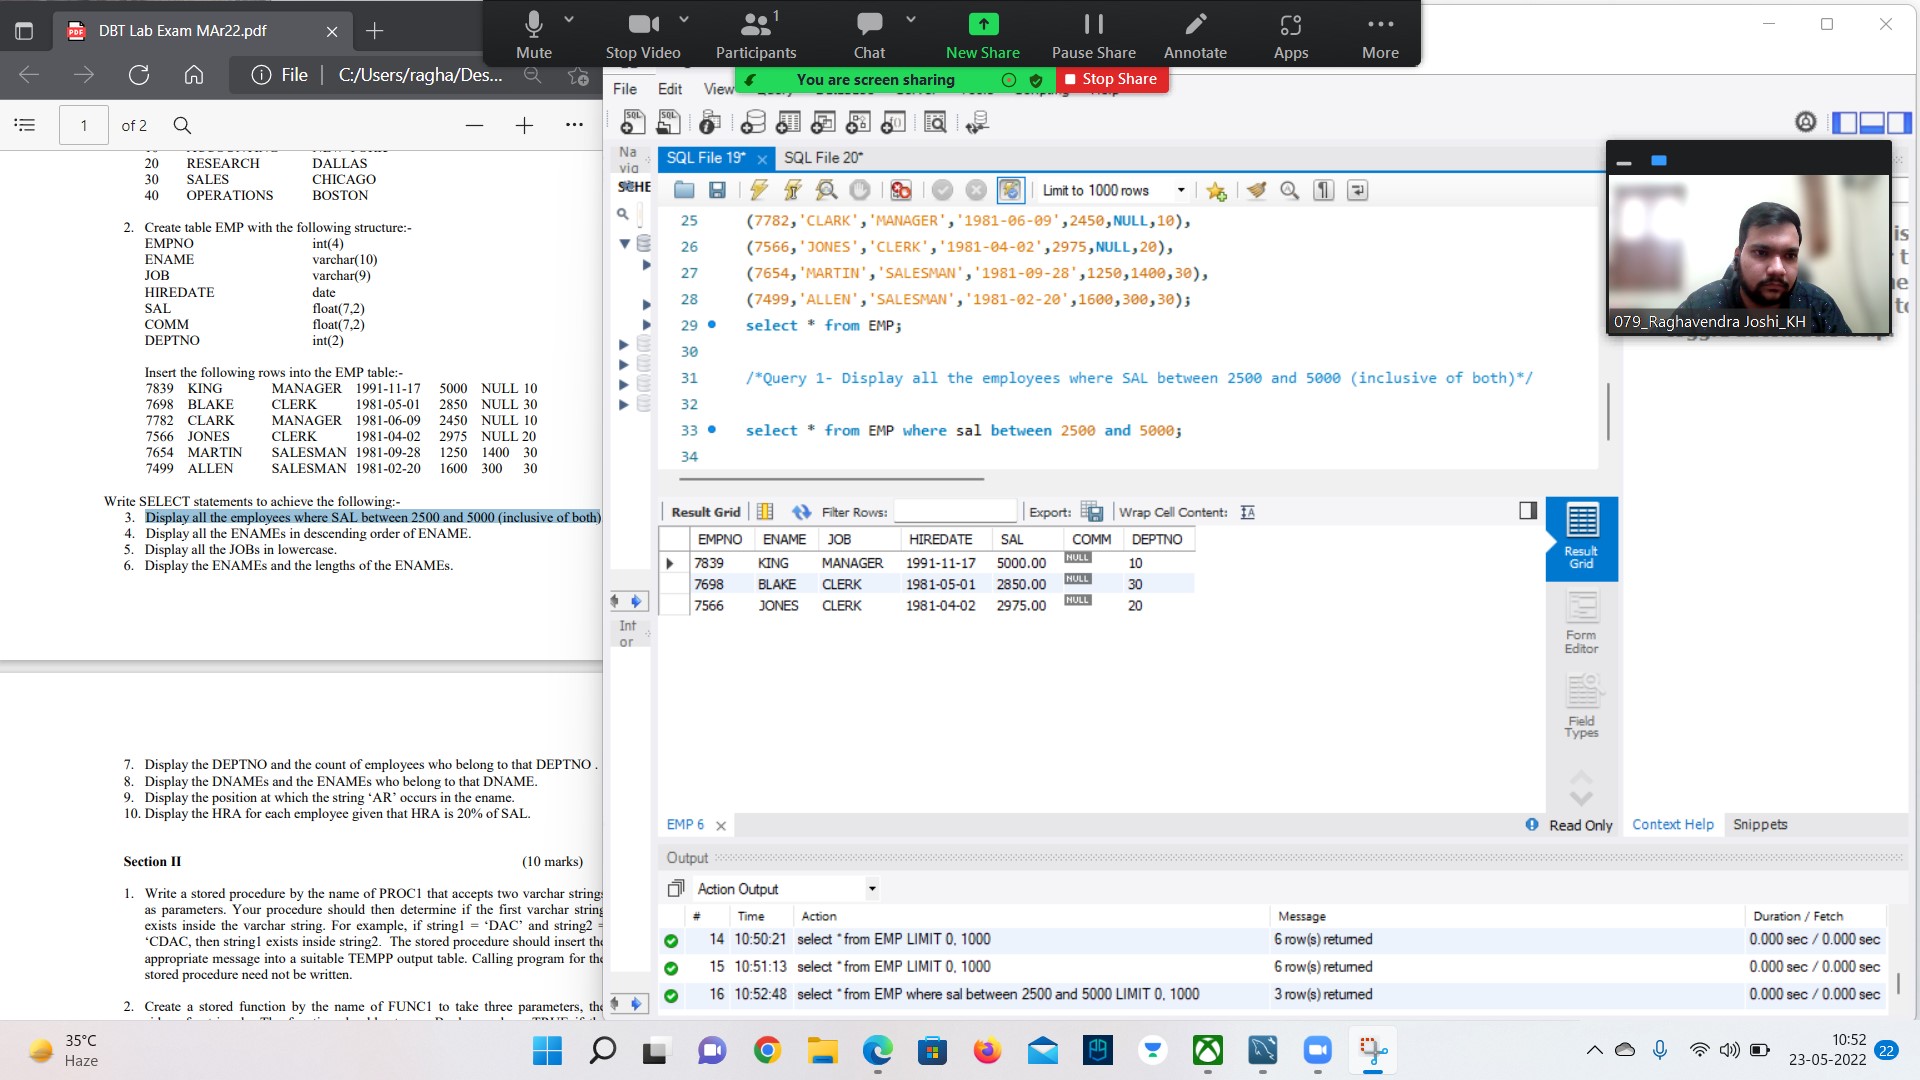 DBT Lab Exam MAr22.pdf
File
C:/Users/ragha/Des...
1
of 2
20 RESEARCH DALLAS
30 SALES CHICAGO
40 OPERATIONS BOSTON
2. Create table EMP with the following structure:-
EMPNO int(4)
ENAME varchar(10)
JOB varchar(9)
HIREDATE date
SAL float(7,2)
COMM float(7,2)
DEPTNO int(2)
Insert the following rows into the EMP table:-
7839 KING MANAGER 1991-11-17 5000 NULL 10
7698 BLAKE CLERK 1981-05-01 2850 NULL 30
7782 CLARK MANAGER 1981-06-09 2450 NULL 10
7566 JONES CLERK 1981-04-02 2975 NULL 20
7654 MARTIN SALESMAN 1981-09-28 1250 1400 30
7499 ALLEN SALESMAN 1981-02-20 1600 300 30
Write SELECT statements to achieve the following:-
3. Display all the employees where SAL between 2500 and 5000 (inclusive of both)
4. Display all the ENAMEs in descending order of ENAME.
5. Display all the JOBs in lowercase.
6. Display the ENAMEs and the lengths of the ENAMEs.
7. Display the DEPTNO and the count of employees who belong to that DEPTNO .
8. Display the DNAMEs and the ENAMEs who belong to that DNAME.
9. Display the position at which the string ‘AR’ occurs in the ename.
10. Display the HRA for each employee given that HRA is 20% of SAL.
Section II (10 marks)
1. Write a stored procedure by the name of PROC1 that accepts two varchar strings
as parameters. Your procedure should then determine if the first varchar string
exists inside the varchar string. For example, if string1 = ‘DAC’ and string2 =
‘CDAC, then string1 exists inside string2. The stored procedure should insert the
appropriate message into a suitable TEMPP output table. Calling program for the
stored procedure need not be written.
2. Create a stored function by the name of FUNC1 to take three parameters, the
Mute
Stop Video
Participants
1
Chat
New Share
Pause Share
Annotate
Apps
More
You are screen sharing
Stop Share
File Edit View
Na
vig
SCHE
SQL File 19*
SQL File 20*
Limit to 1000 rows
25 (7782,'CLARK','MANAGER','1981-06-09',2450,NULL,10),
26 (7566,'JONES','CLERK','1981-04-02',2975,NULL,20),
27 (7654,'MARTIN','SALESMAN','1981-09-28',1250,1400,30),
28 (7499,'ALLEN','SALESMAN','1981-02-20',1600,300,30);
29 select * from EMP;
30
31 /*Query 1- Display all the employees where SAL between 2500 and 5000 (inclusive of both)*/
32
33 select * from EMP where sal between 2500 and 5000;
34
Result Grid
Filter Rows:
Export:
Wrap Cell Content:
EMPNO ENAME JOB HIREDATE SAL COMM DEPTNO
7839 KING MANAGER 1991-11-17 5000.00 NULL 10
7698 BLAKE CLERK 1981-05-01 2850.00 NULL 30
7566 JONES CLERK 1981-04-02 2975.00 NULL 20
Inf
or
Result
Grid
Form
Editor
Field
Types
EMP 6
Read Only
Context Help
Snippets
Output
Action Output
# Time Action Message Duration / Fetch
14 10:50:21 select * from EMP LIMIT 0, 1000 6 row(s) returned 0.000 sec / 0.000 sec
15 10:51:13 select * from EMP LIMIT 0, 1000 6 row(s) returned 0.000 sec / 0.000 sec
16 10:52:48 select * from EMP where sal between 2500 and 5000 LIMIT 0, 1000 3 row(s) returned 0.000 sec / 0.000 sec
079_Raghavendra Joshi_KH
35°C
Haze
10:52
23-05-2022
22